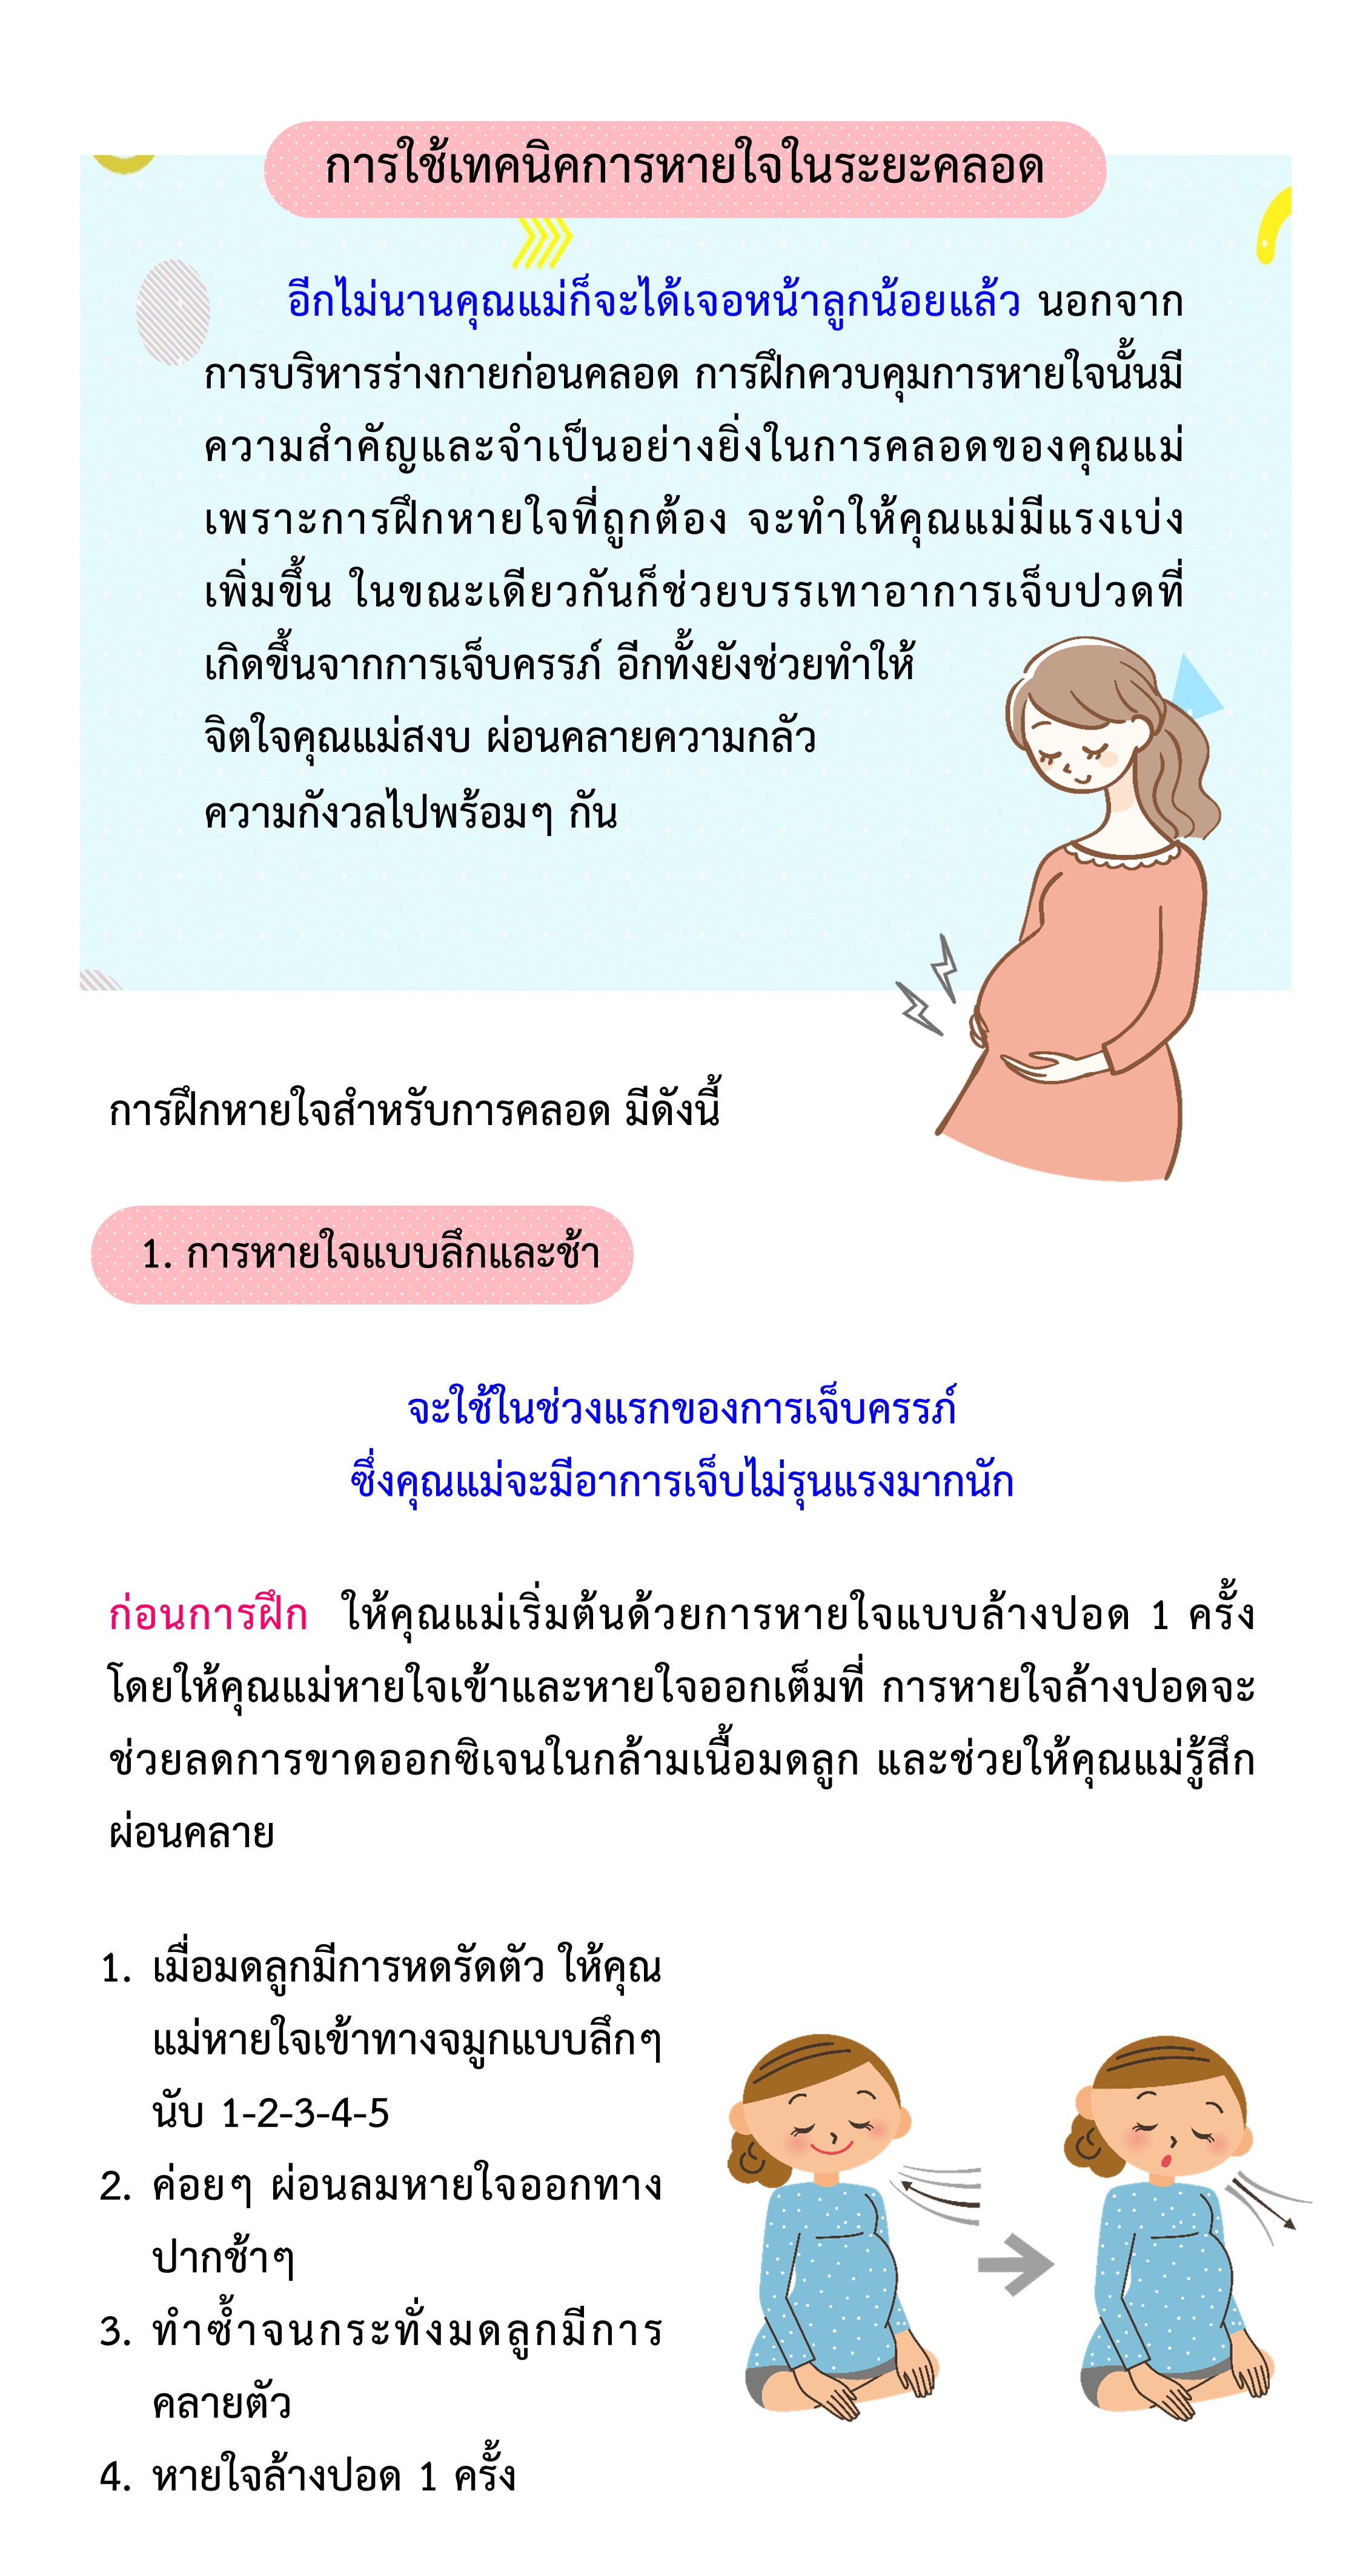 การใช้เทคนิคการหายใจในระยะคลอด
อีกไม่นานคุณแม่ก็จะได้เจอหน้าลูกน้อยแล้ว นอกจาก
การบริหารร่างกายก่อนคลอด การฝึกควบคุมการหายใจนั้นมี
ความสำคัญและจำเป็นอย่างยิ่งในการคลอดของคุณแม่
เพราะการฝึกหายใจที่ถูกต้อง จะทำให้คุณแม่มีแรงเบ่ง
เพิ่มขึ้น ในขณะเดียวกันก็ช่วยบรรเทาอาการเจ็บปวดที่
เกิดขึ้นจากการเจ็บครรภ์ อีกทั้งยังช่วยทำให้
จิตใจคุณแม่สงบ ผ่อนคลายความกลัว
ความกังวลไปพร้อมๆ กัน
การฝึกหายใจสำหรับการคลอด มีดังนี้
1. การหายใจแบบลึกและช้า
จะใช้ในช่วงแรกของการเจ็บครรภ์
ซึ่งคุณแม่จะมีอาการเจ็บไม่รุนแรงมากนัก
ก่อนการฝึก ให้คุณแม่เริ่มต้นด้วยการหายใจแบบล้างปอด 1 ครั้ง
โดยให้คุณแม่หายใจเข้าและหายใจออกเต็มที่ การหายใจล้างปอดจะ
ช่วยลดการขาดออกซิเจนในกล้ามเนื้อมดลูก และช่วยให้คุณแม่รู้สึก
ผ่อนคลาย
1. เมื่อมดลูกมีการหดรัดตัว ให้คุณ
แม่หายใจเข้าทางจมูกแบบลึกๆ
นับ 1-2-3-4-5
2. ค่อยๆ ผ่อนลมหายใจออกทาง
ปากช้าๆ
3. ทำซ้ำจนกระทั่งมดลูกมีการ
คลายตัว
4. หายใจล้างปอด 1 ครั้ง